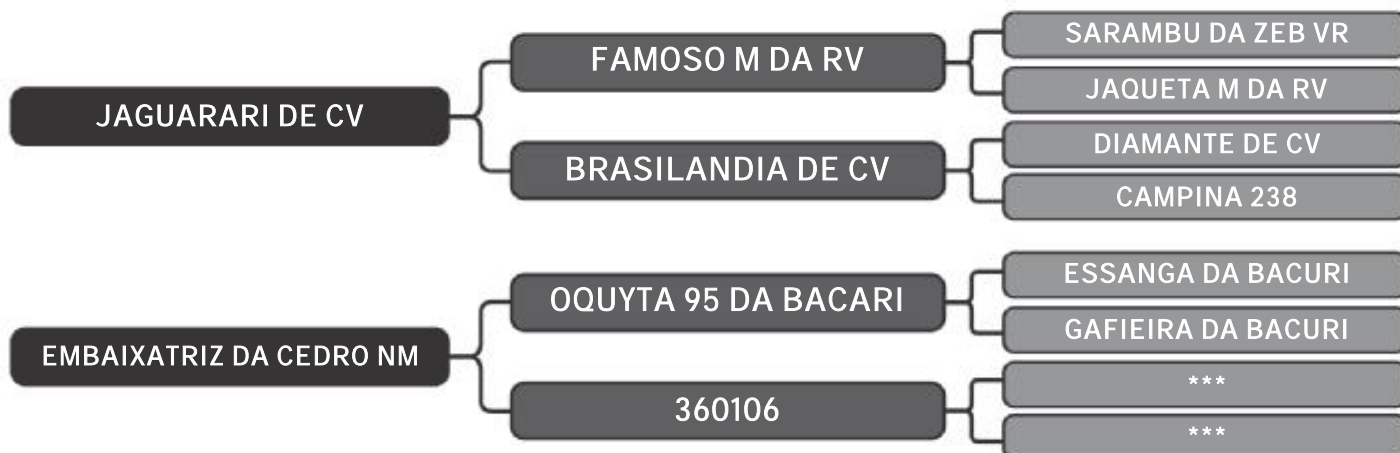 JAGUARARI DE CV
FAMOSO M DA RV
SARAMBU DA ZEB VR
JAQUETA M DA RV
BRASILANDIA DE CV
DIAMANTE DE CV
CAMPINA 238
EMBAIXATRIZ DA CEDRO NM
OQUYTA 95 DA BACARI
ESSANGA DA BACURI
GAFIEIRA DA BACURI
360106
***
***